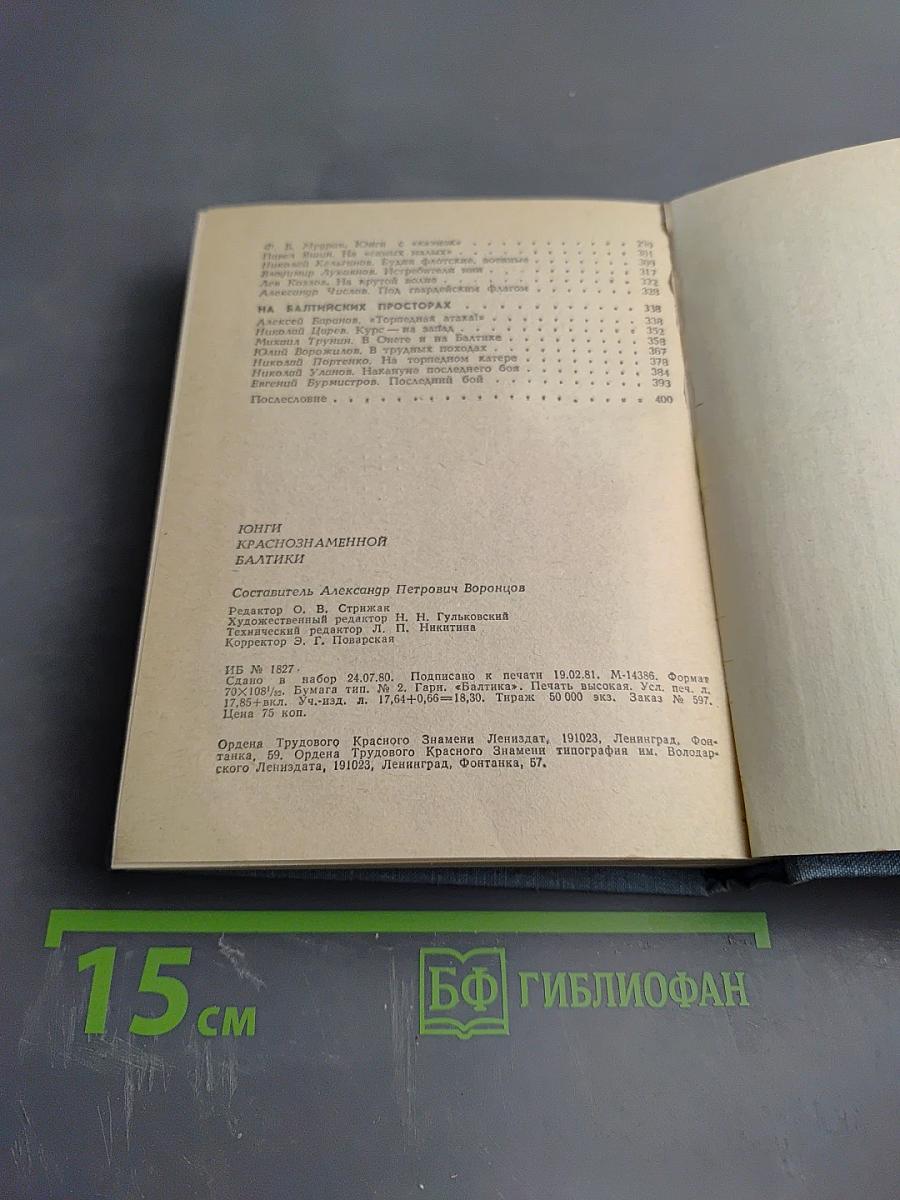 Ф. В. Мудрак. Юнги с «качки» . . . . . . . . . . .
Павел Яшин. На «самых малых» . . . . . . . . . . . 301
Николай Кельпшов. Будни флотские, военные . . . . . . 309
Владимир Лукьянов. Истребители мин . . . . . . . . . 317
Лев Козлов. На крутой волне . . . . . . . . . . . . 322
Александр Числов. Под гвардейским флагом . . . . . . . 328
НА БАЛТИЙСКИХ ПРОСТОРАХ . . . . . . . . . . . 338
Алексей Баранов. «Торпедная атака!» . . . . . . . . . 338
Николай Царев. Курс — на запад . . . . . . . . . . . 352
Михаил Трунин. В Онего и на Балтике . . . . . . . . . 358
Юлий Ворожилов. В трудных походах . . . . . . . . . 367
Николай Портенко. На торпедном катере . . . . . . . . 378
Николай Уланов. Накануне последнего боя . . . . . . . 384
Евгений Бурмистров. Последний бой . . . . . . . . . 393
Послесловие . . . . . . . . . . . . . . . . . . 400
ЮНГИ
КРАСНОЗНАМЕННОЙ
БАЛТИКИ
Составитель Александр Петрович Воронцов
Редактор О. В. Стрижак
Художественный редактор Н. Н. Гульковский
Технический редактор Л. П. Никитина
Корректор Э. Г. Поварская
ИБ № 1827.
Сдано в набор 24.07.80. Подписано к печати 19.02.81. М-14386. Формат
70×108¹/₃₂. Бумага тип. № 2. Гарн. «Балтика». Печать высокая. Усл. печ. л.
17,85+вкл. Уч.-изд. л. 17,64+0,66=18,30. Тираж 50 000 экз. Заказ № 597.
Цена 75 коп.
Ордена Трудового Красного Знамени Лениздат, 191023, Ленинград, Фон-
танка, 59. Ордена Трудового Красного Знамени типография им. Володар-
ского Лениздата, 191023, Ленинград, Фонтанка, 57.
15 см
БФ ГИБЛИОФАН